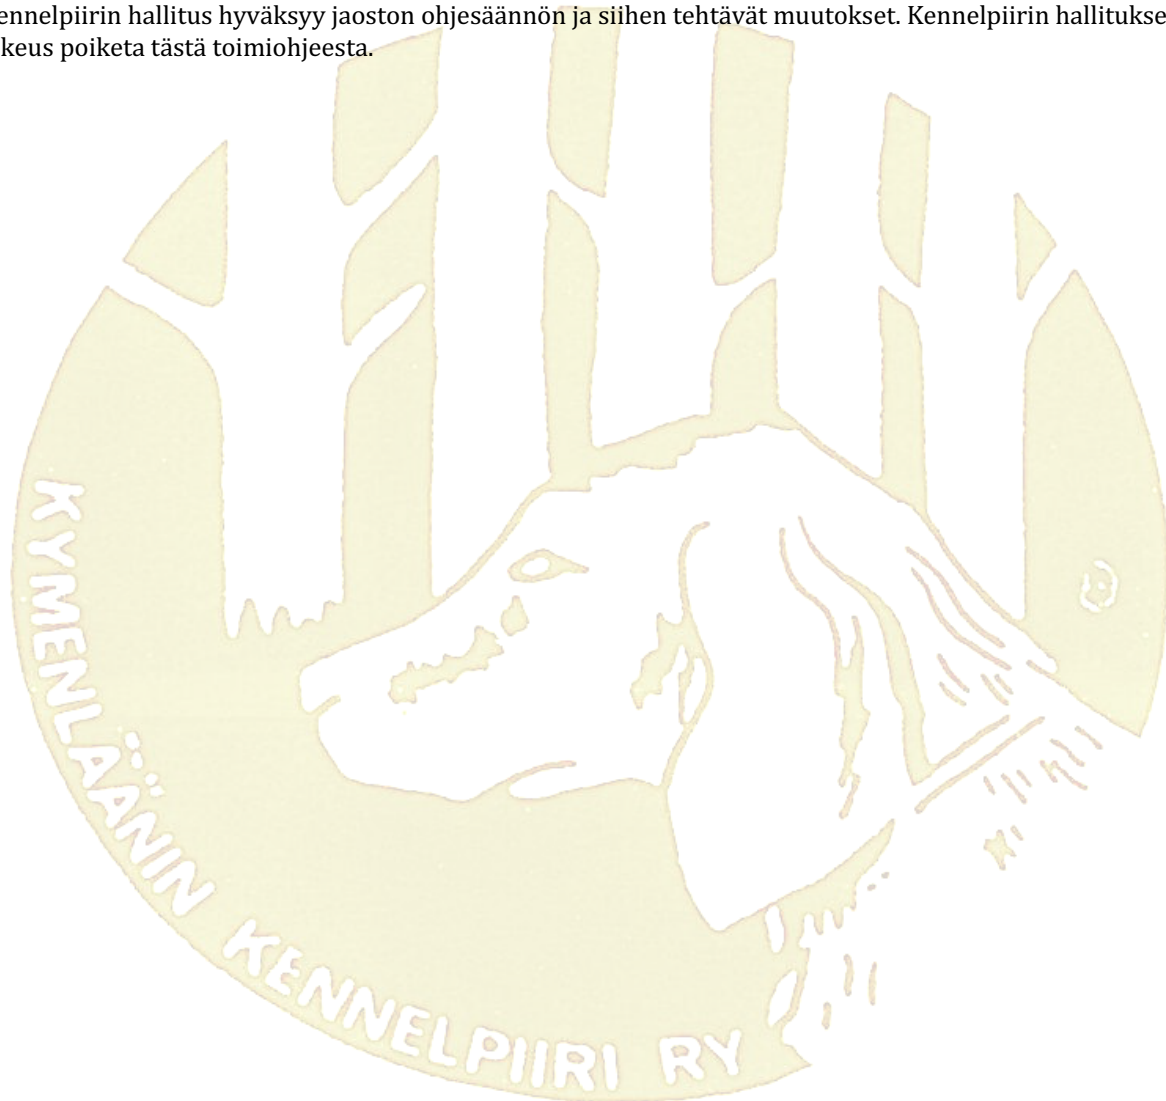 ennelpiirin hallitus hyväksyy jaoston ohjesäännön ja siihen tehtävät muutokset. Kennelpiirin hallitukse
keus poiketa tästä toimiohjeesta.
KYMENLÄÄNIN KENNELPIIRI RY